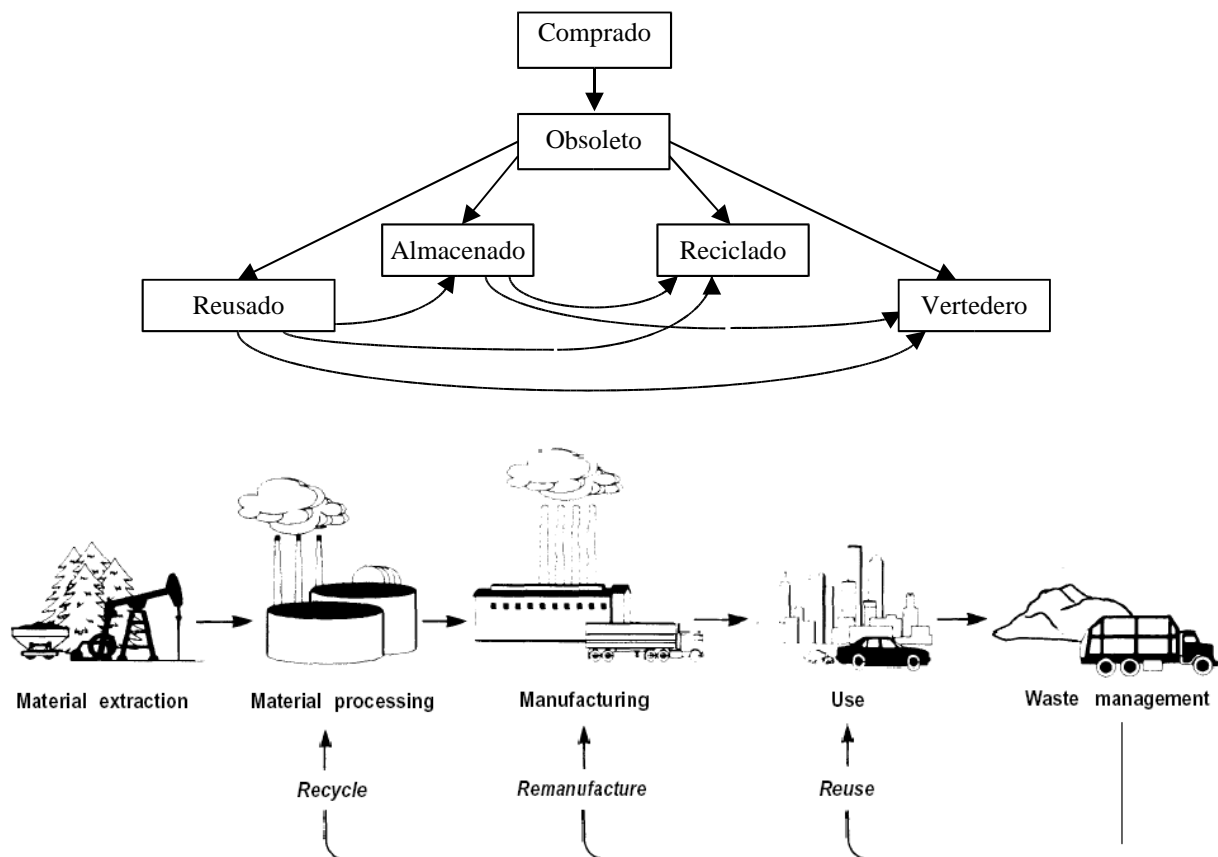 Comprado
Obsoleto
Almacenado
Reciclado
Reusado
Vertedero
Material extraction
Material processing
Manufacturing
Use
Waste management
Recycle
Remanufacture
Reuse